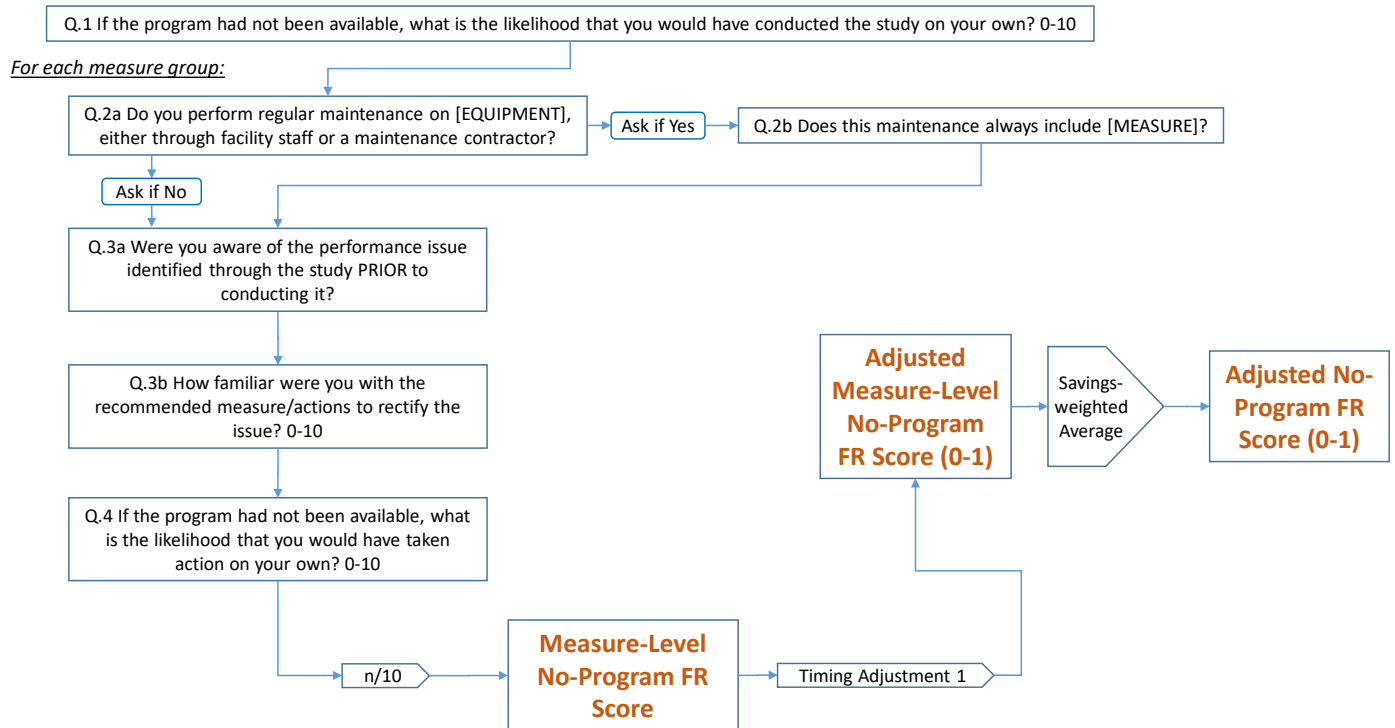 Q.1 If the program had not been available, what is the likelihood that you would have conducted the study on your own? 0-10
For each measure group:
Q.2a Do you perform regular maintenance on [EQUIPMENT],
either through facility staff or a maintenance contractor?
Ask if Yes
Q.2b Does this maintenance always include [MEASURE]?
Ask if No
Q.3a Were you aware of the performance issue
identified through the study PRIOR to
conducting it?
Q.3b How familiar were you with the
recommended measure/actions to rectify the
issue? 0-10
Q.4 If the program had not been available, what
is the likelihood that you would have taken
action on your own? 0-10
n/10
Measure-Level
No-Program FR
Score
Timing Adjustment 1
Adjusted
Measure-Level
No-Program
FR Score (0-1)
Savings-
weighted
Average
Adjusted No-
Program FR
Score (0-1)